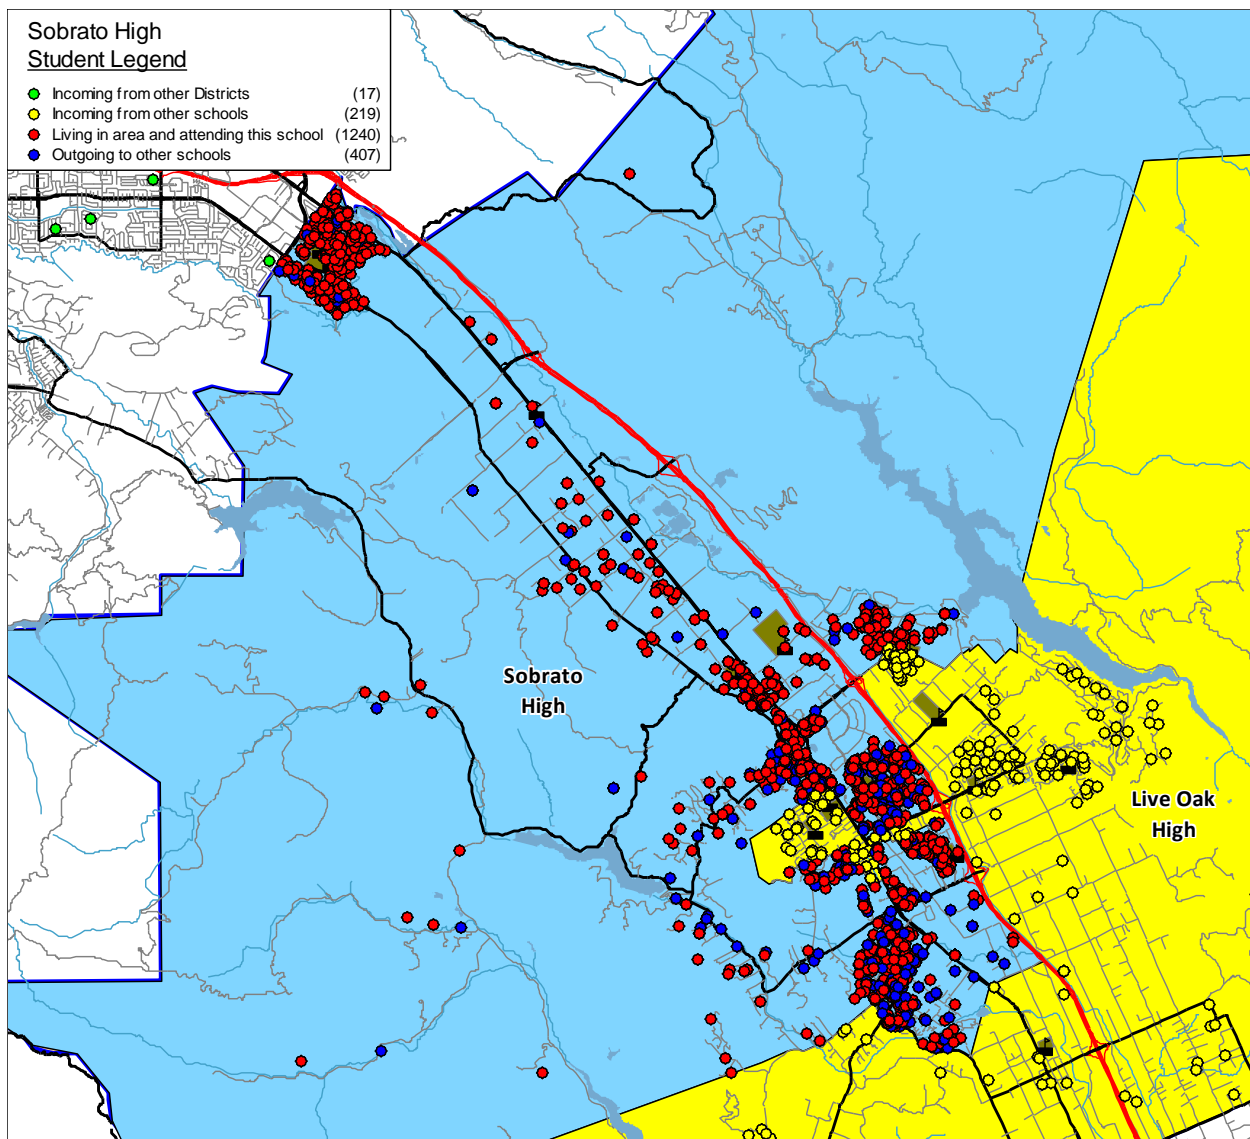 Sobrato High
Student Legend
Incoming from other Districts (17)
Incoming from other schools (219)
Living in area and attending this school (1240)
Outgoing to other schools (407)
Sobrato
High
Live Oak
High